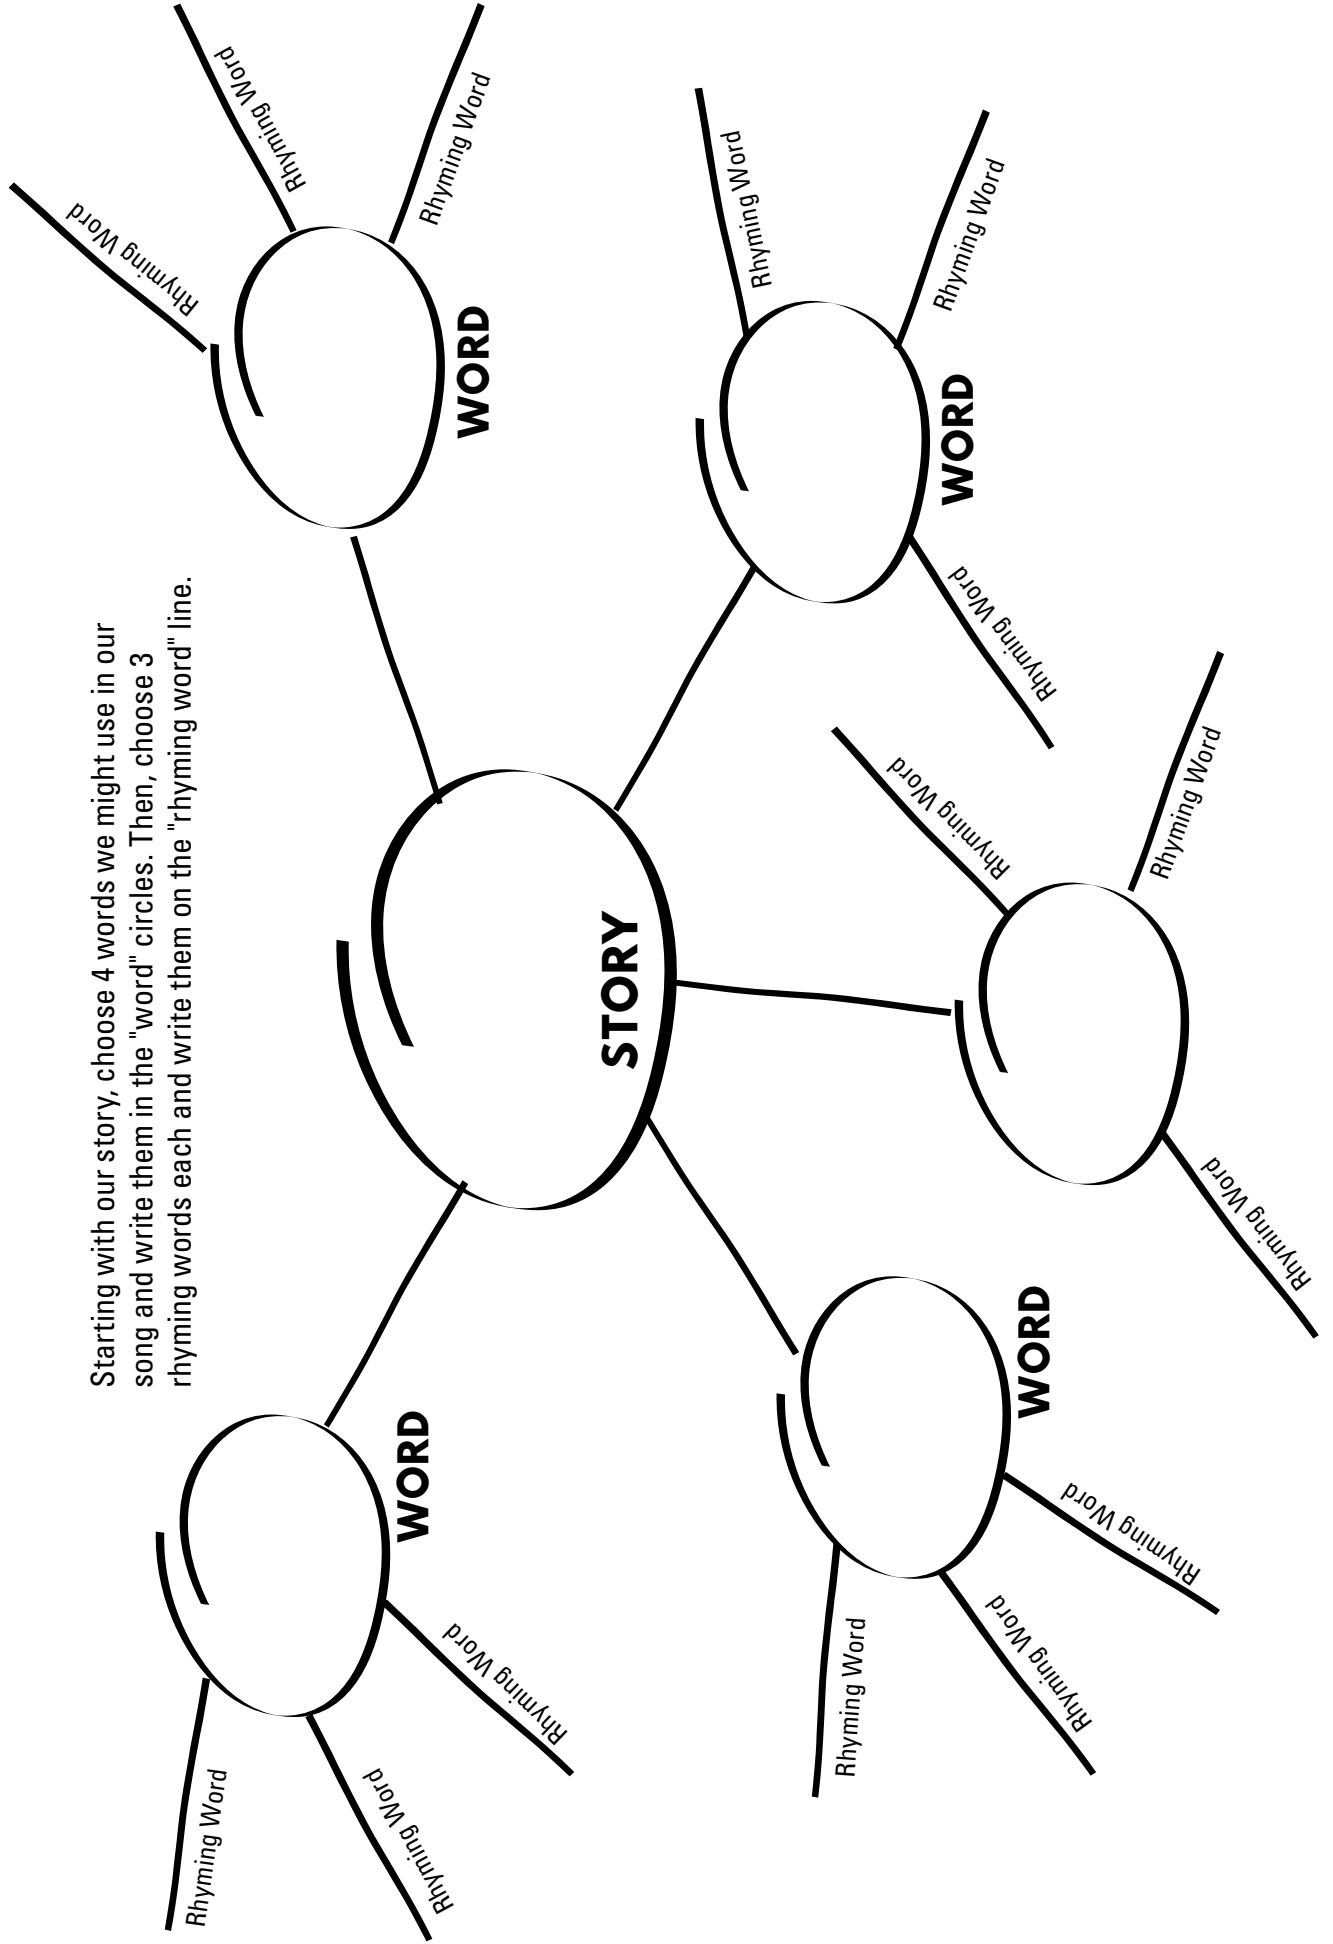 Starting with our story, choose 4 words we might use in our
song and write them in the "word" circles. Then, choose 3
rhyming words each and write them on the "rhyming word" line.
Rhyming Word
Rhyming Word
Rhyming Word
Rhyming Word
WORD
Rhyming Word
WORD
Rhyming Word
STORY
Rhyming Word
Rhyming Word
Rhyming Word
WORD
Rhyming Word
Rhyming Word
WORD
Rhyming Word
Rhyming Word
Rhyming Word
Rhyming Word